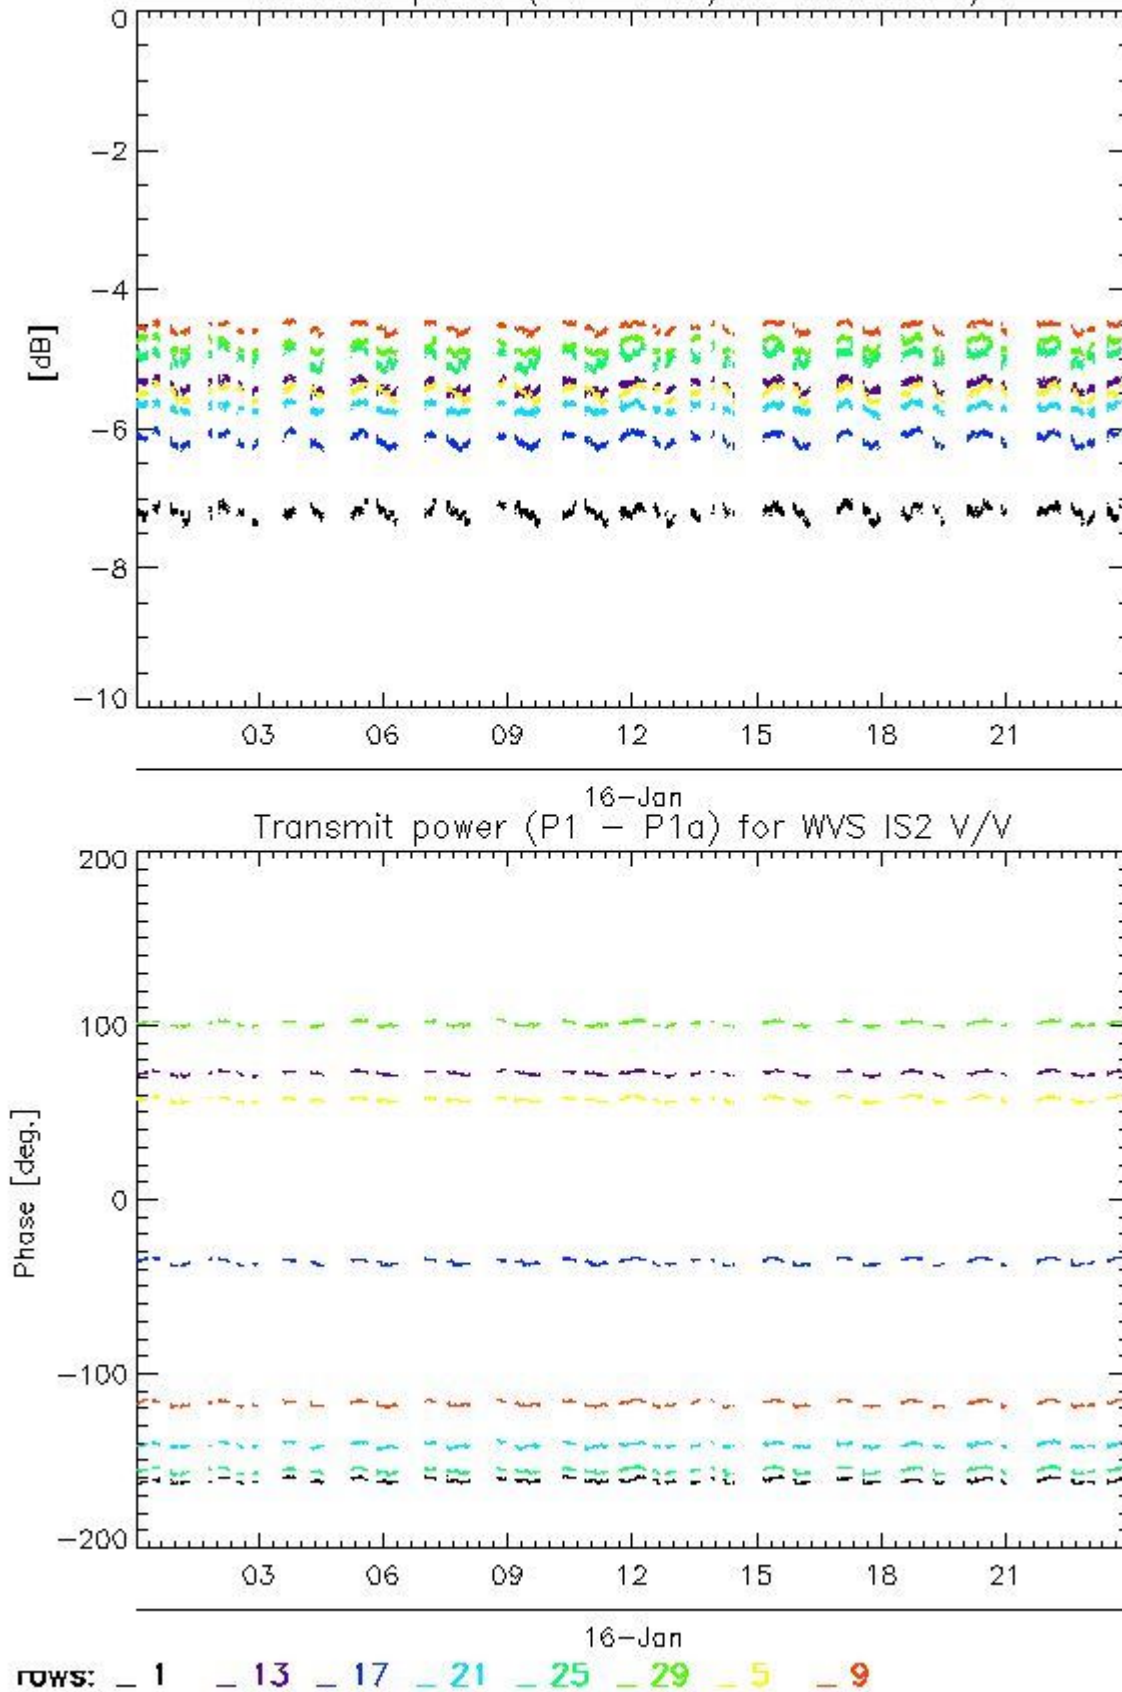 0
−2
−4
[dB]
−6
−8
−10
03 06 09 12 15 18 21
16−Jan
Transmit power (P1 − P1a) for WVS IS2 V/V
200
100
Phase [deg.]
0
−100
−200
03 06 09 12 15 18 21
16−Jan
rows: _ 1 _ 13 _ 17 _ 21 _ 25 _ 29 _ 5 _ 9